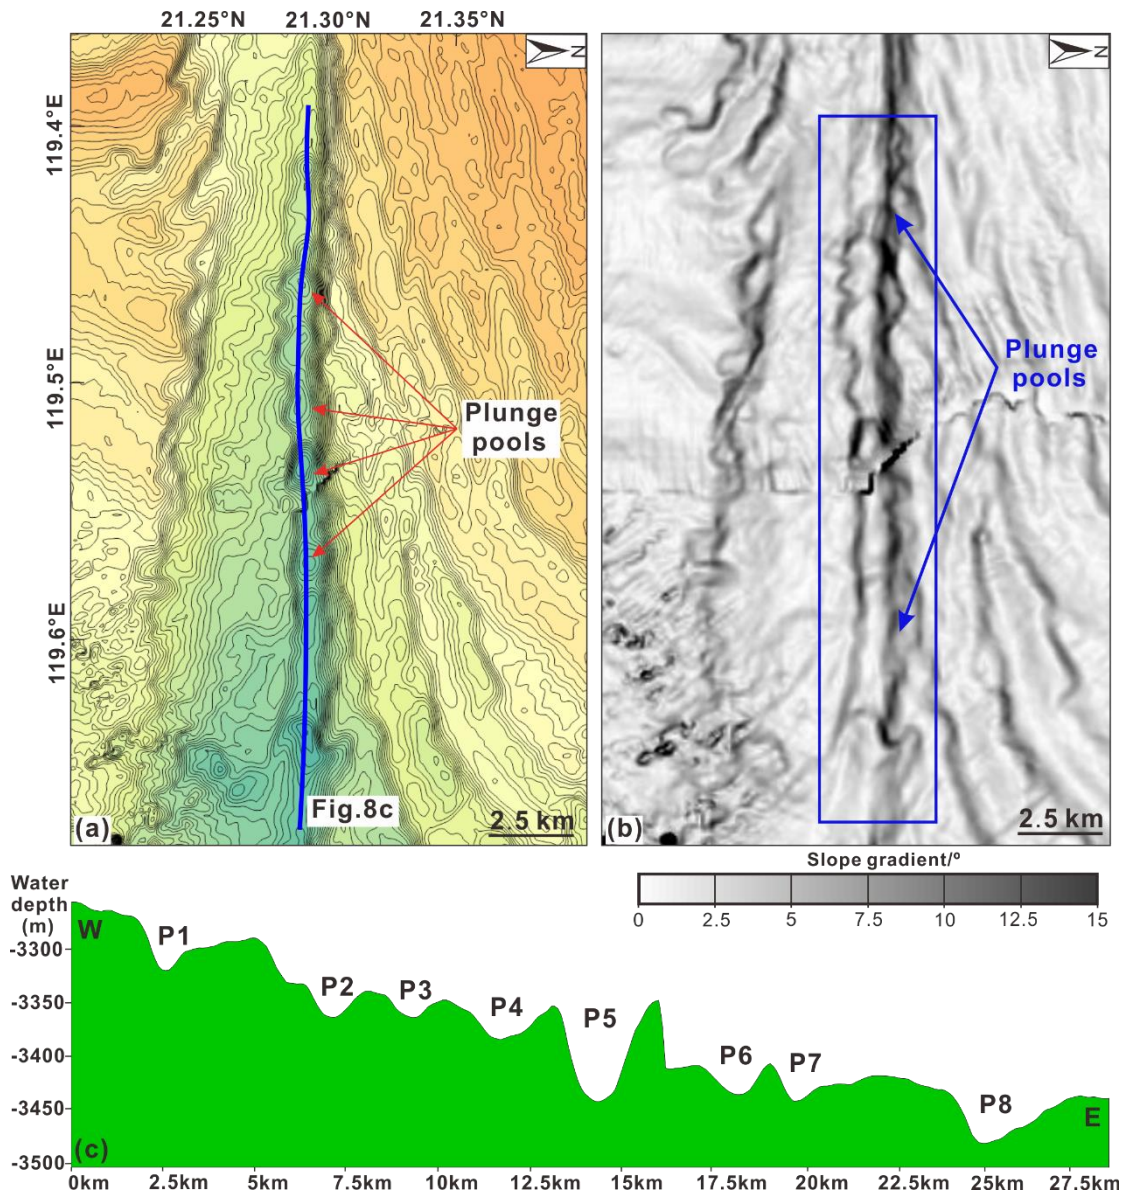 21.25°N 21.30°N 21.35°N
119.4°E
119.5°E
119.6°E
N
Plunge
pools
Fig.8c
(a)
2.5 km
N
Plunge
pools
(b)
2.5 km
Slope gradient/º
0 2.5 5 7.5 10 12.5 15
Water
depth
(m)
-3300
-3350
-3400
-3450
-3500
W
P1
P2
P3
P4
P5
P6
P7
P8
E
(c)
0km 2.5km 5km 7.5km 10km 12.5km 15km 17.5km 20km 22.5km 25km 27.5km